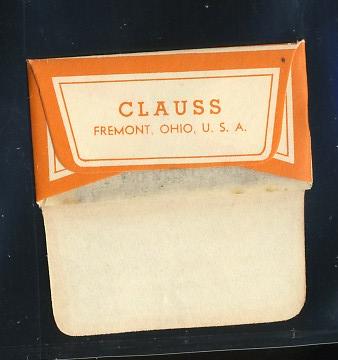 CLAUSS
FREMONT, OHIO, U. S. A.